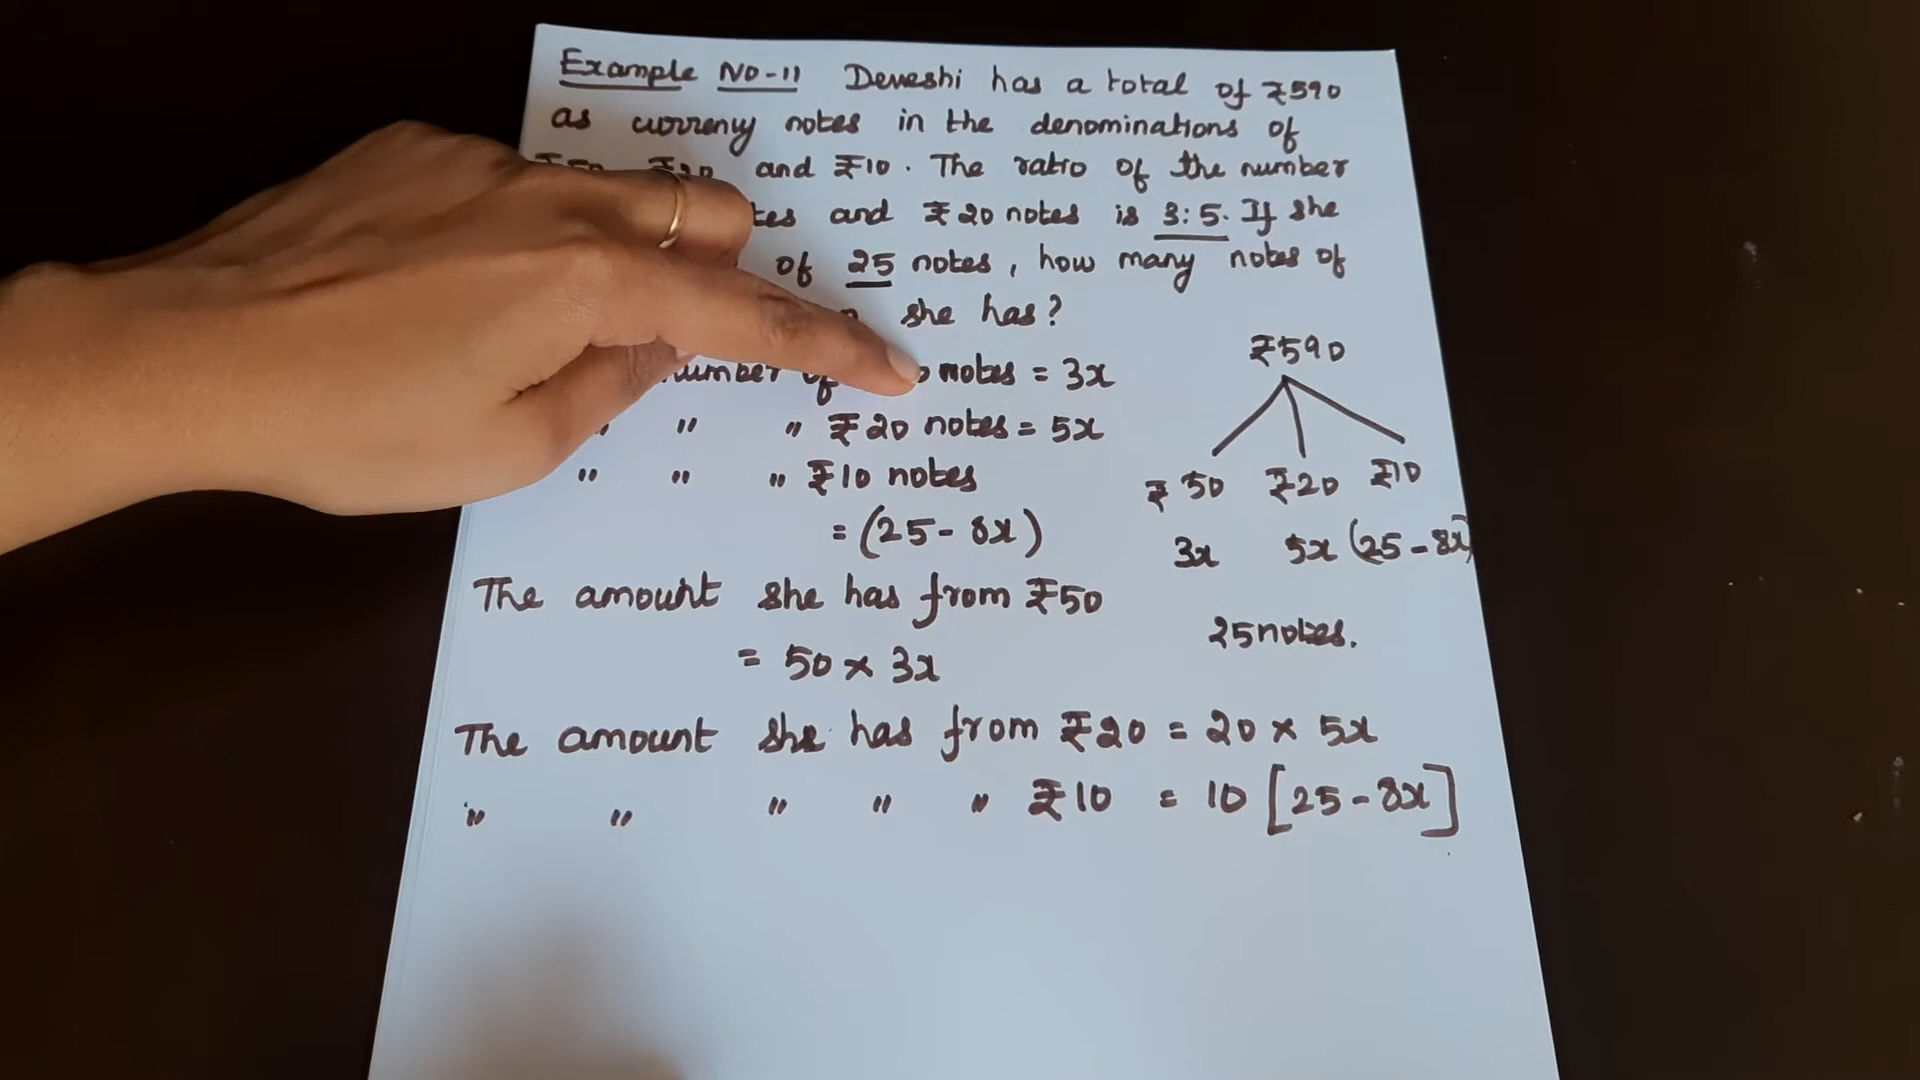 Example No-11 Deveshi has a total of ₹590
as curreny notes in the denominations of
and ₹10. The ratio of the number
and ₹20 notes is 3:5. If she
of 25 notes, how many notes of
she has?
₹590
number of notes = 3x
" " " ₹20 notes = 5x
" " " ₹10 notes
₹50 ₹20 ₹10
= (25-8x)
3x 5x (25-8x)
The amount she has from ₹50
25 notes.
= 50 × 3x
The amount she has from ₹20 = 20 × 5x
" " " " " ₹10 = 10 [25-8x]